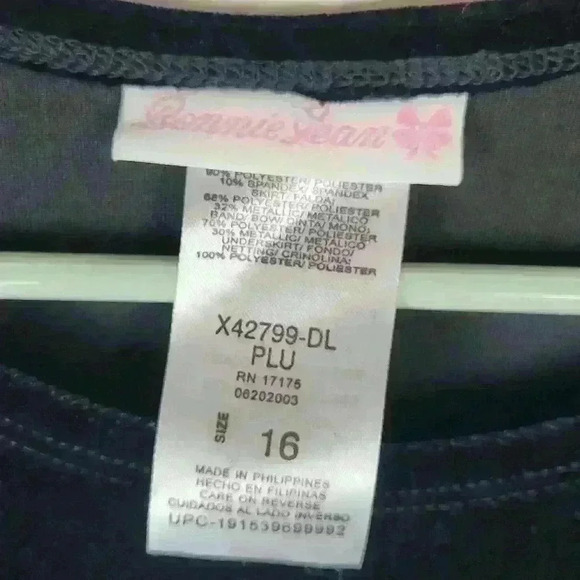 Bonnie Jean
90% POLYESTER/POLIESTER
10% SPANDEX/SPANDEX
SKIRT/FALDA:
68% POLYESTER/POLIESTER
32% METALLIC/METALICO
BAND/BOW/CINTA/MONO:
70% POLYESTER/POLIESTER
30% METALLIC/METALICO
UNDERSKIRT/FONDO/
NETTING/CRINOLINA:
100% POLYESTER/POLIESTER
X42799-DL
PLU
RN 17175
06202003
SIZE 16
MADE IN PHILIPPINES
HECHO EN FILIPINAS
CARE ON REVERSE
CUIDADOS AL LADO INVERSO
UPC-191539699992